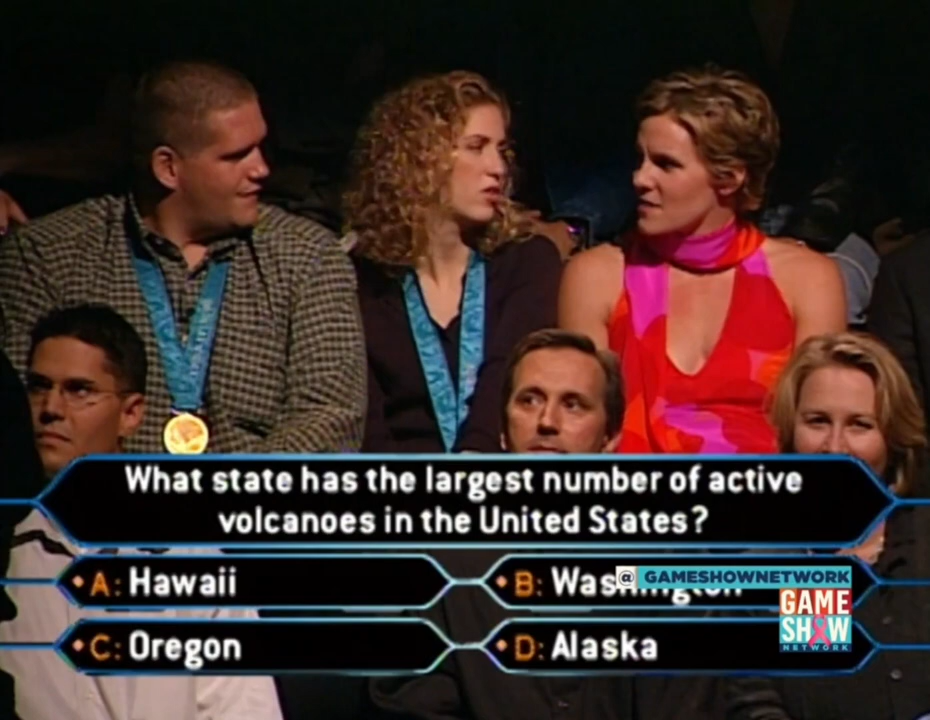 What state has the largest number of active
volcanoes in the United States?
A: Hawaii
B: Washington
C: Oregon
D: Alaska
@ GAMESHOWNETWORK
GAME
SHOW
NETWORK